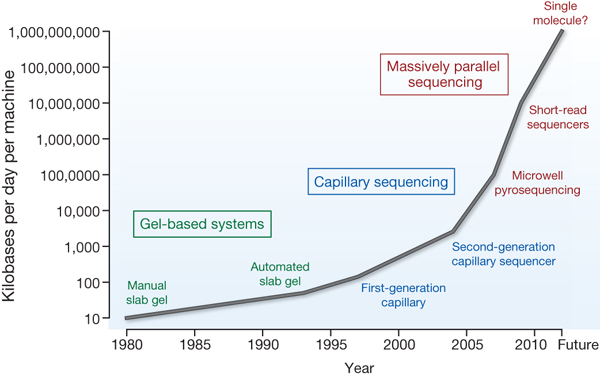 Kilobases per day per machine
1,000,000,000
100,000,000
10,000,000
1,000,000
100,0000
10,000
1,000
100
10
Single
molecule?
Massively parallel
sequencing
Short-read
sequencers
Capillary sequencing
Microwell
pyrosequencing
Gel-based systems
Second-generation
capillary sequencer
Automated
slab gel
Manual
slab gel
First-generation
capillary
1980
1985
1990
1995
2000
2005
2010
Future
Year